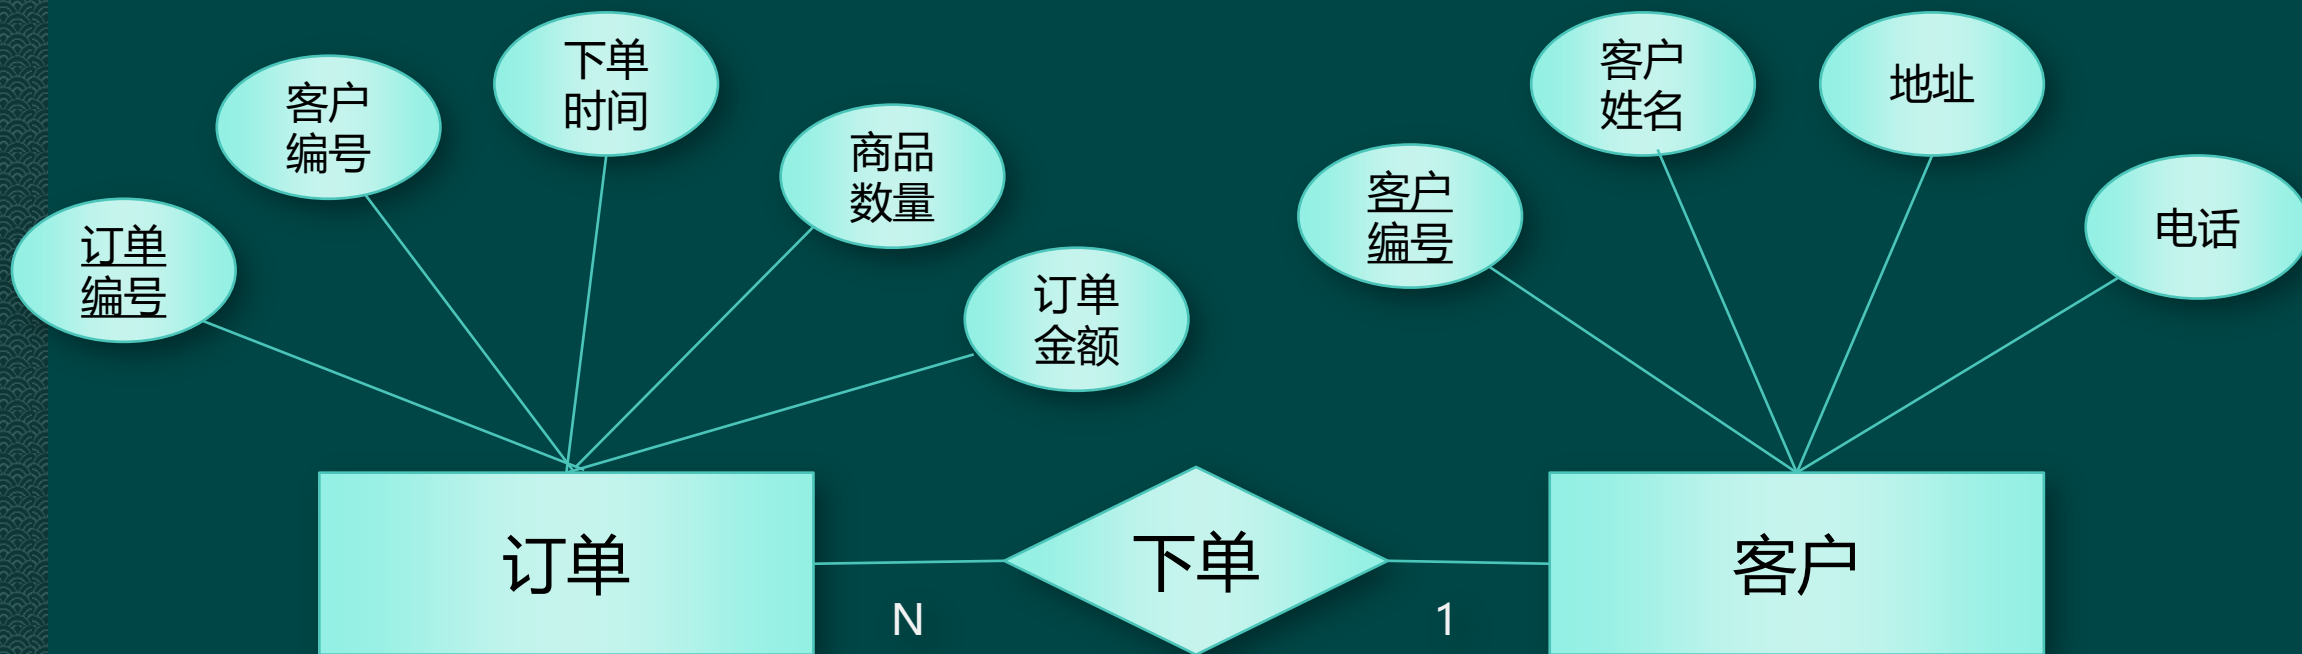 下单
时间
客户
姓名
地址
客户
编号
商品
数量
客户
编号
电话
订单
编号
订单
金额
订单
下单
客户
N
1